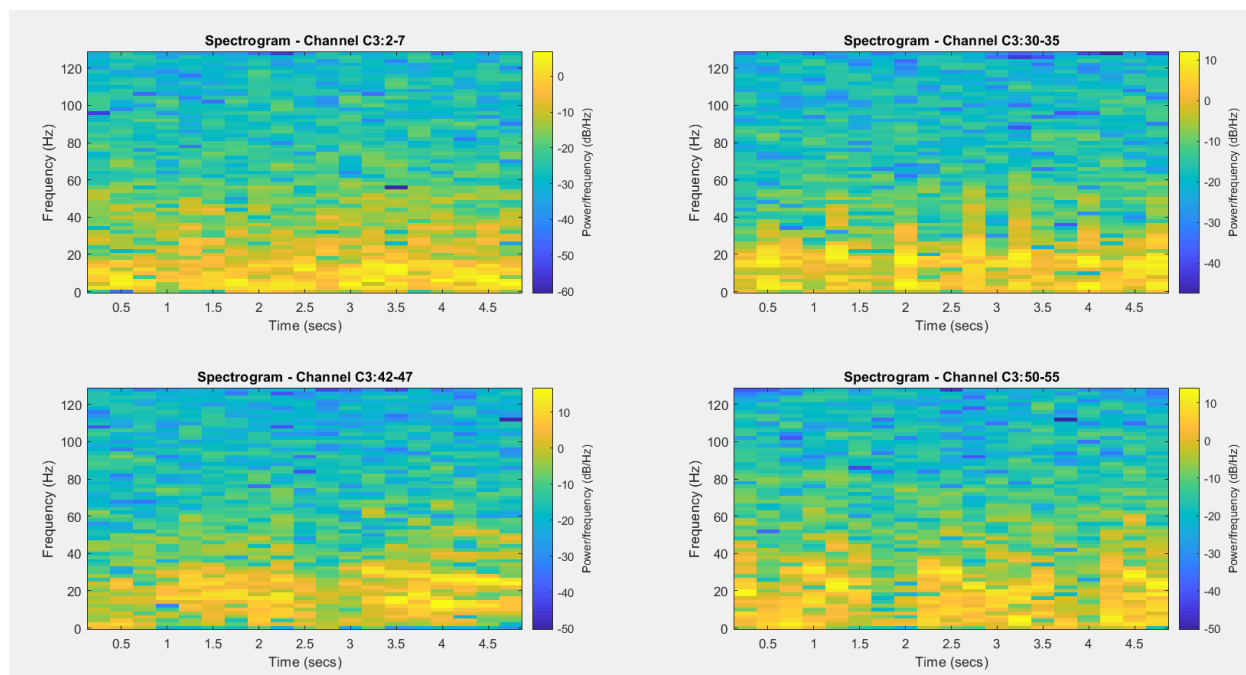 Spectrogram - Channel C3:2-7
120
100
80
60
40
20
0
0.5 1 1.5 2 2.5 3 3.5 4 4.5
Time (secs)
Frequency (Hz)
0
-10
-20
-30
-40
-50
-60
Power/frequency (dB/Hz)
Spectrogram - Channel C3:30-35
120
100
80
60
40
20
0
0.5 1 1.5 2 2.5 3 3.5 4 4.5
Time (secs)
Frequency (Hz)
10
0
-10
-20
-30
-40
Power/frequency (dB/Hz)
Spectrogram - Channel C3:42-47
120
100
80
60
40
20
0
0.5 1 1.5 2 2.5 3 3.5 4 4.5
Time (secs)
Frequency (Hz)
10
0
-10
-20
-30
-40
-50
Power/frequency (dB/Hz)
Spectrogram - Channel C3:50-55
120
100
80
60
40
20
0
0.5 1 1.5 2 2.5 3 3.5 4 4.5
Time (secs)
Frequency (Hz)
10
0
-10
-20
-30
-40
-50
Power/frequency (dB/Hz)